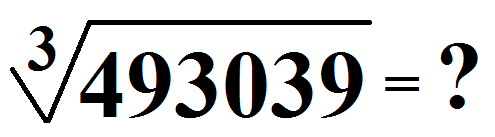 ∛493039 = ?